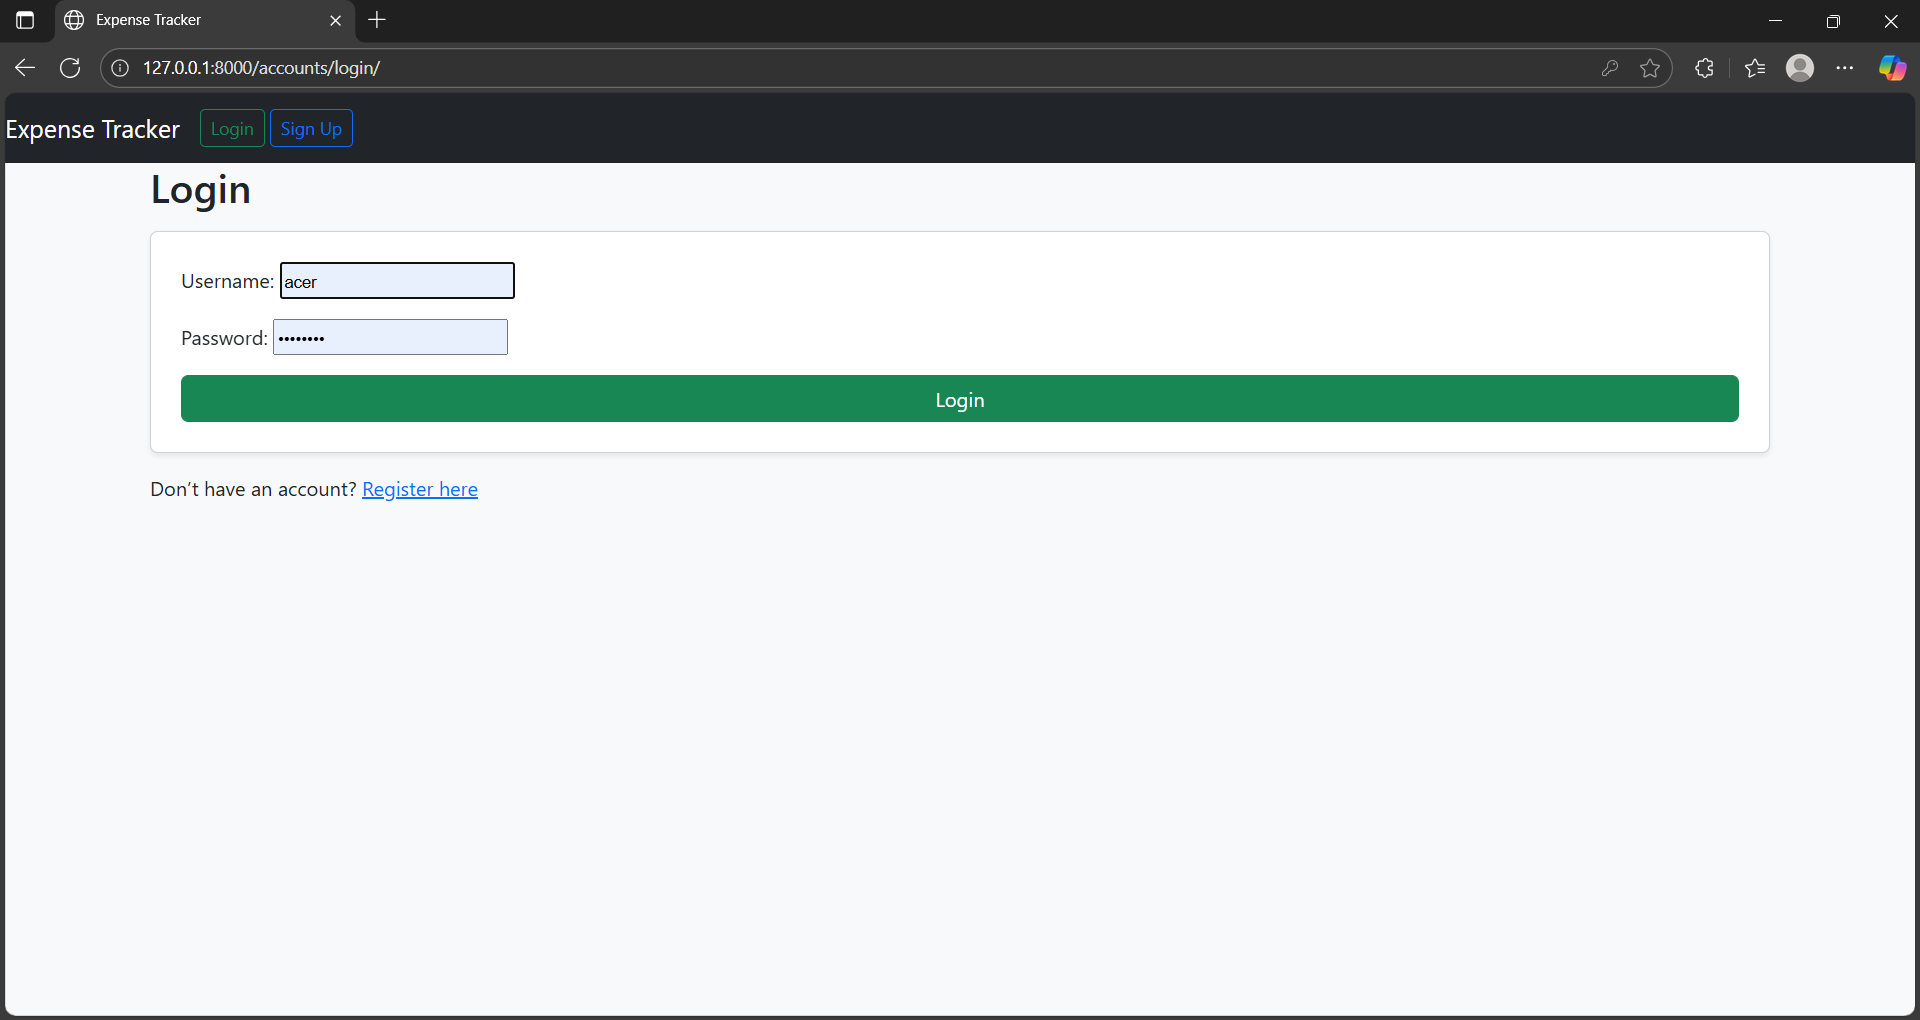 Expense Tracker
127.0.0.1:8000/accounts/login/
Expense Tracker Login Sign Up
Login
Username: acer
Password: ••••••••
Login
Don't have an account? Register here